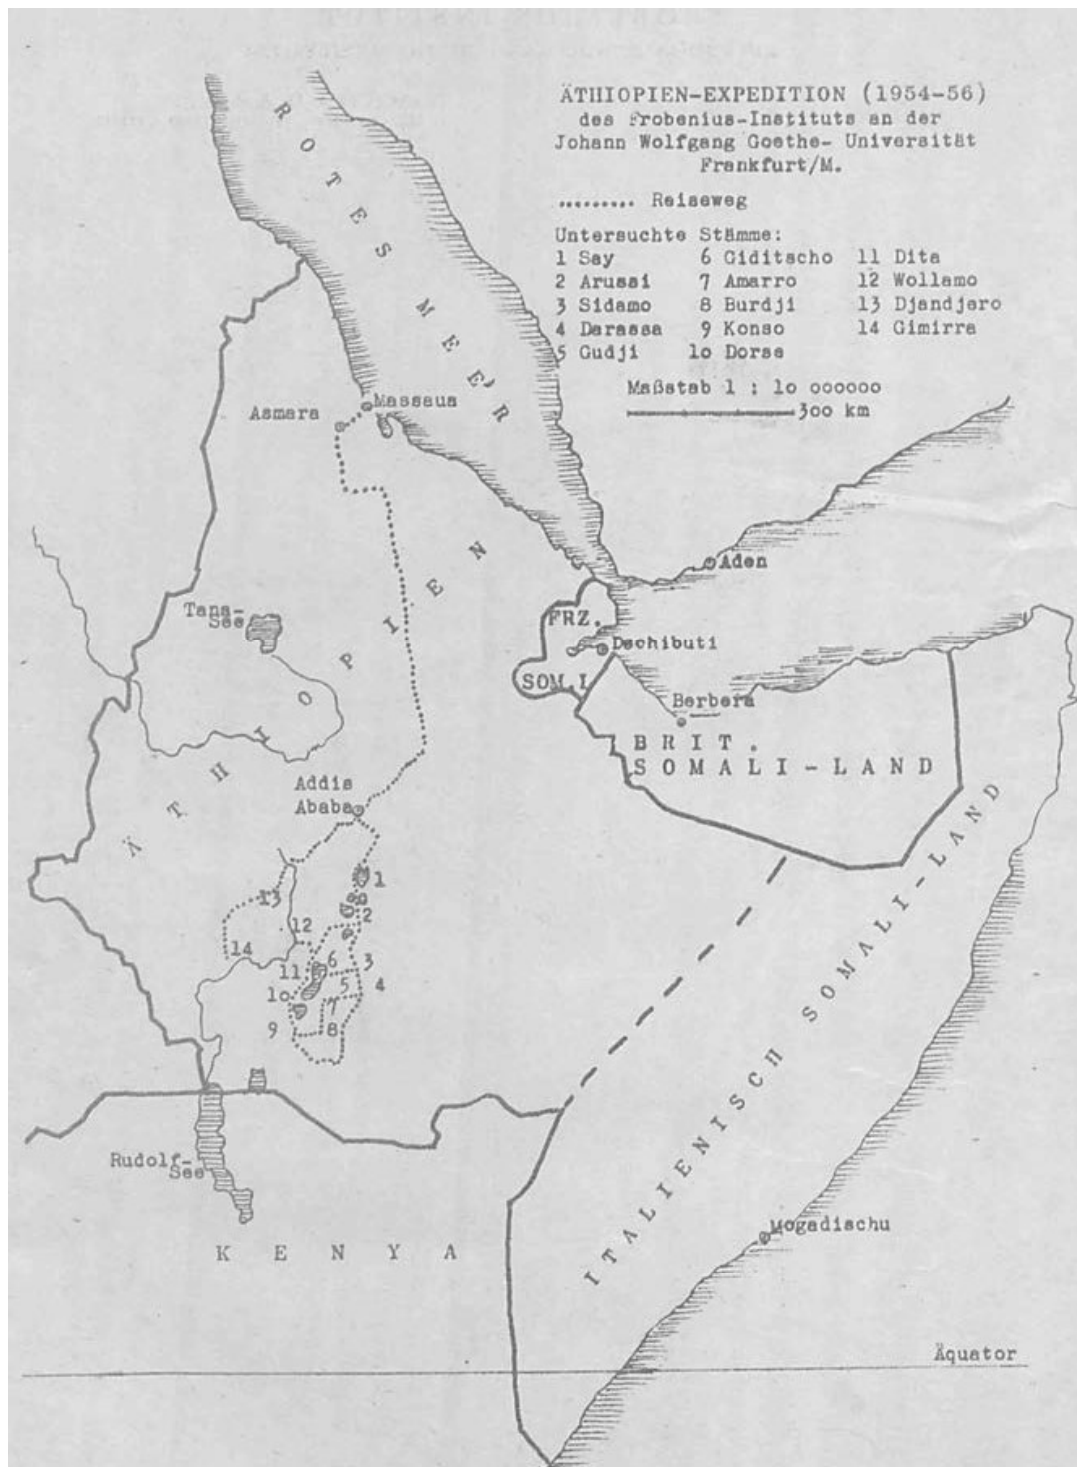 ÄTHIOPIEN-EXPEDITION (1954-56)
des Frobenius-Instituts an der
Johann Wolfgang Goethe- Universität
Frankfurt/M.
......... Reiseweg
Untersuchte Stämme:
1 Say 6 Giditscho 11 Dita
2 Arussi 7 Amarro 12 Wollamo
3 Sidamo 8 Burdji 13 Djandjero
4 Darassa 9 Konso 14 Gimirra
5 Gudji 1o Dorse
Maßstab 1 : 1o oooooo
300 km
ROTES MEER
Massaua
Asmara
ÄTHIOPIEN
Aden
Tana-
See
FRZ.
Dschibuti
SOM.L
Berbera
BRIT.
SOMALI-LAND
Addis
Ababa
1
13
2
12
14
11
6
3
5
4
1o
7
9
8
ITALIENISCH SOMALI-LAND
Rudolf-
See
Mogadischu
KENYA
Äquator